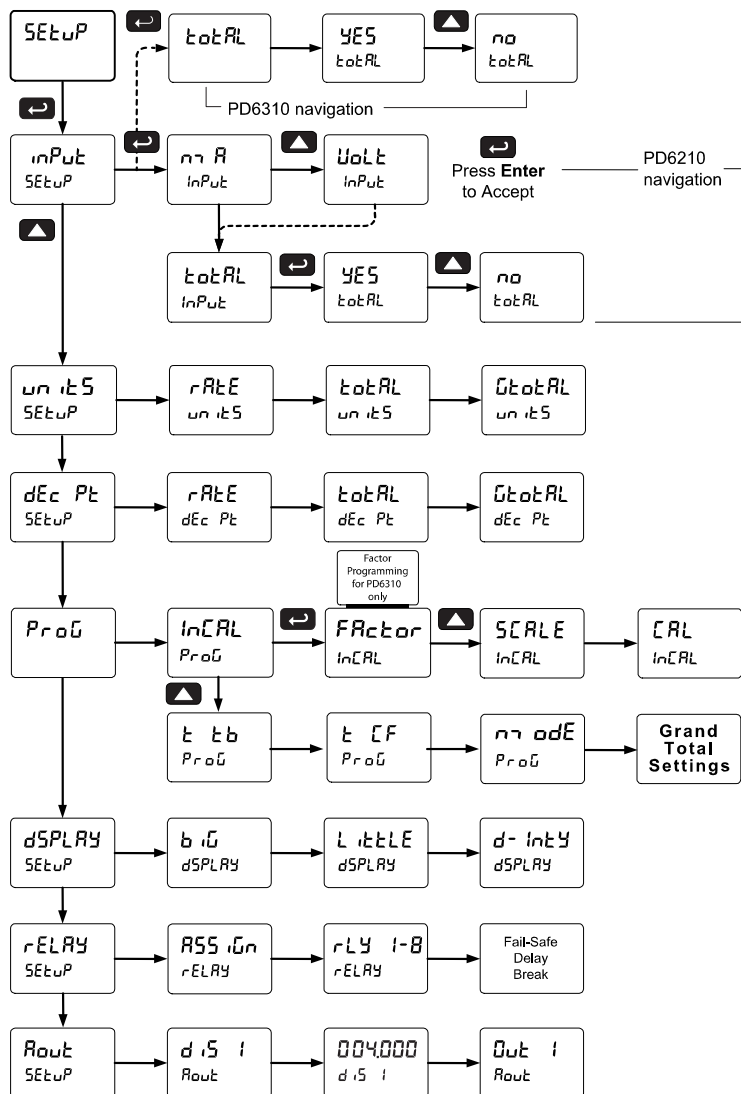 SEtuP
totAL
YES
totAL
no
totAL
PD6310 navigation
inPut
SEtuP
mA
InPut
VoLt
InPut
Press Enter
to Accept
PD6210
navigation
totAL
InPut
YES
totAL
no
totAL
unitS
SEtuP
rAtE
unitS
totAL
unitS
GtotAL
unitS
dEc Pt
SEtuP
rAtE
dEc Pt
totAL
dEc Pt
GtotAL
dEc Pt
Factor
Programming
for PD6310
only
ProG
InCAL
ProG
FActor
InCAL
SCALE
InCAL
CAL
InCAL
t tb
ProG
t CF
ProG
modE
ProG
Grand
Total
Settings
dSPLAY
SEtuP
biG
dSPLAY
LittLE
dSPLAY
d-IntY
dSPLAY
rELAY
SEtuP
ASSiGn
rELAY
rLY 1-8
rELAY
Fail-Safe
Delay
Break
Aout
SEtuP
diS 1
Aout
004.000
diS 1
Out 1
Aout